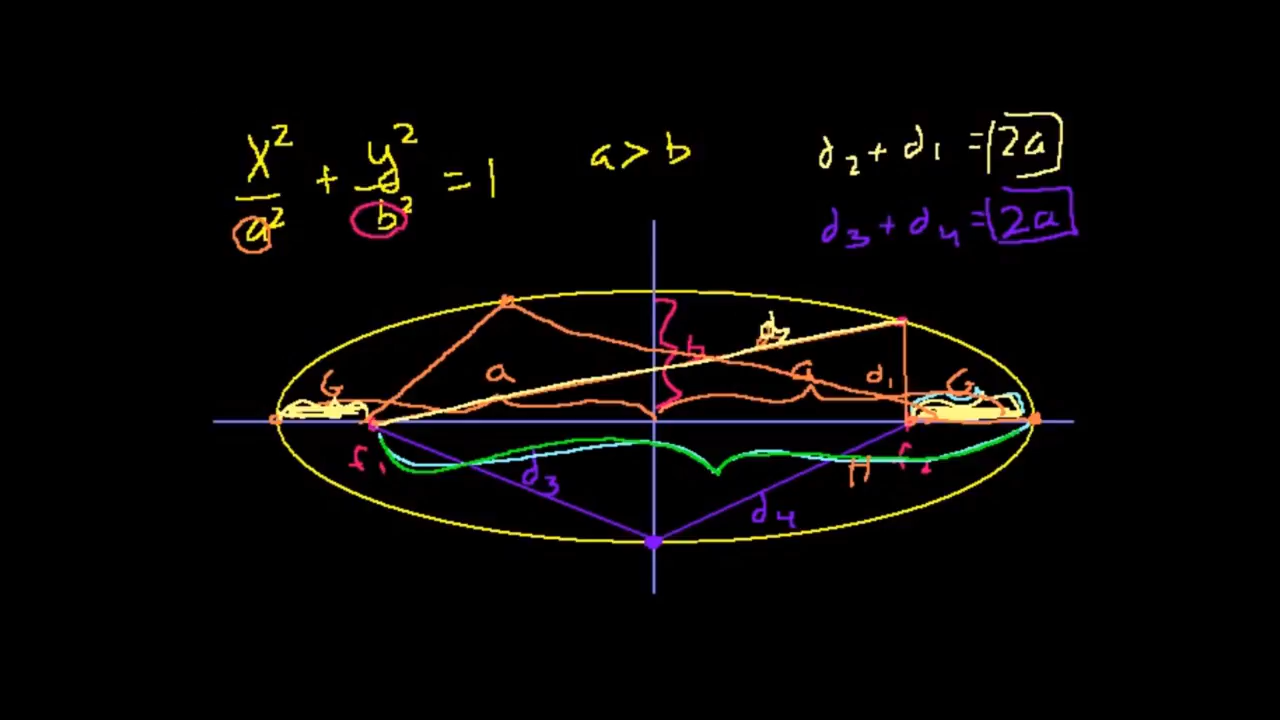 x²/a² + y²/b² = 1
a > b
d₂ + d₁ = 2a
d₃ + d₄ = 2a
b
d₂
G
a
a
d₁
G
f₁
d₃
H
f₂
d₄